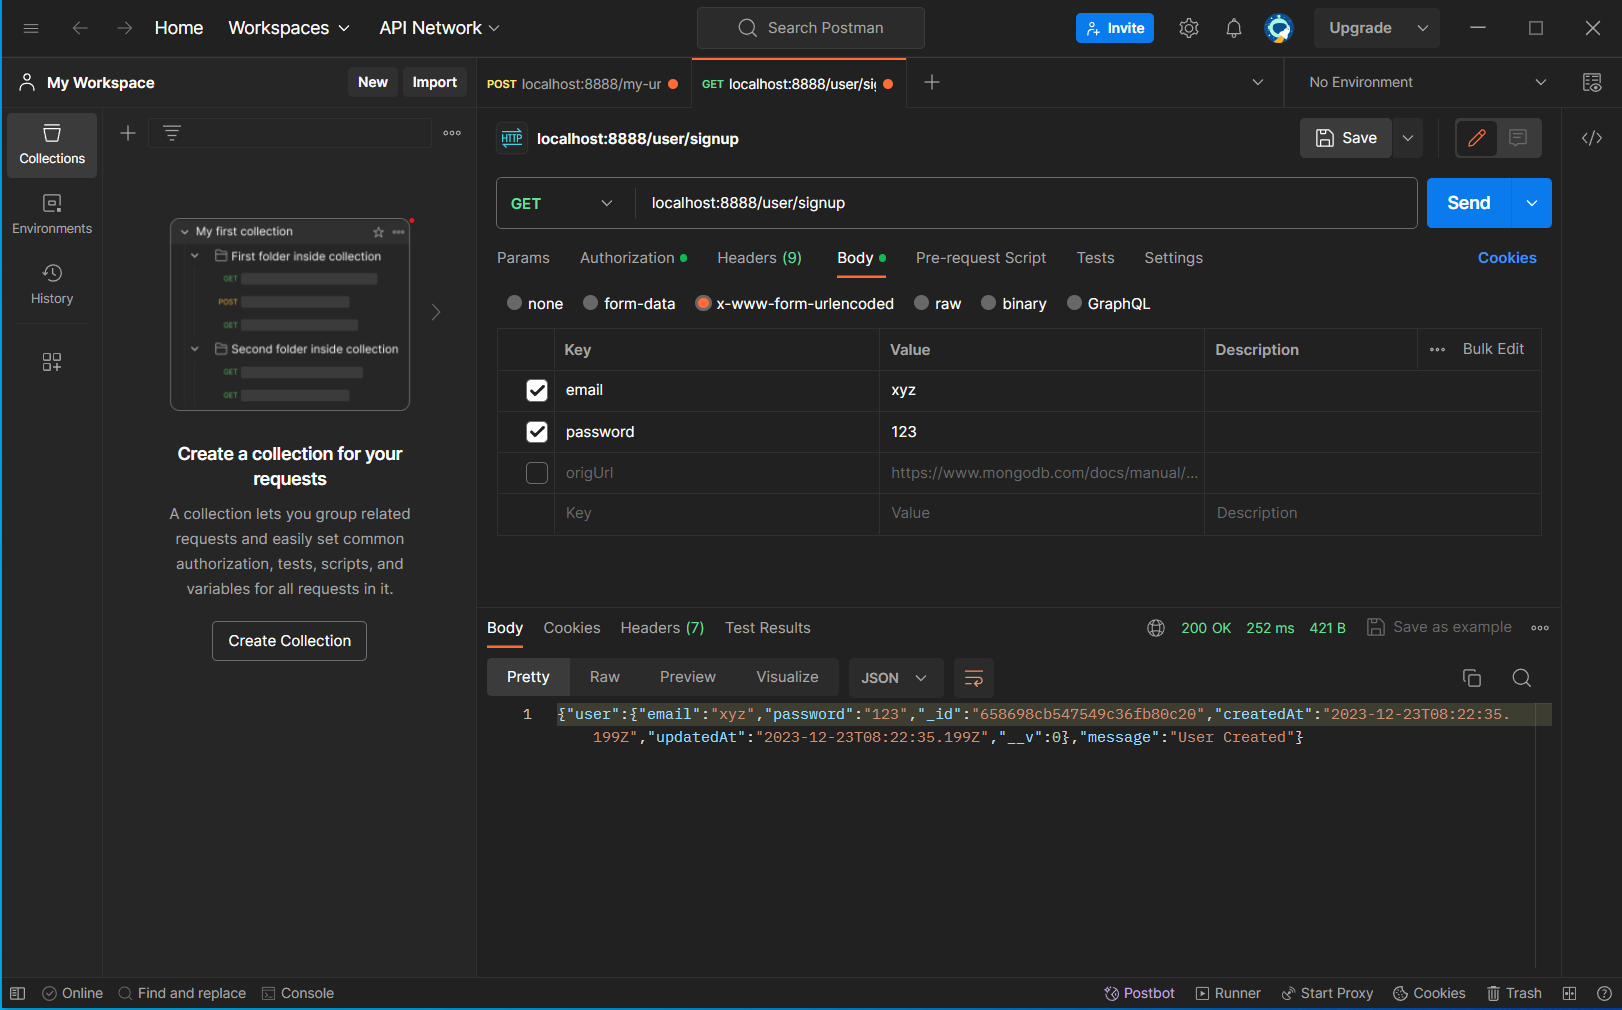 Home Workspaces API Network Search Postman Invite Upgrade
My Workspace New Import POST localhost:8888/my-ur GET localhost:8888/user/si No Environment
Collections
Environments
History
My first collection
First folder inside collection
GET
POST
GET
Second folder inside collection
GET
GET
Create a collection for your
requests
A collection lets you group related
requests and easily set common
authorization, tests, scripts, and
variables for all requests in it.
Create Collection
HTTP localhost:8888/user/signup Save
GET localhost:8888/user/signup Send
Params Authorization Headers (9) Body Pre-request Script Tests Settings Cookies
none form-data x-www-form-urlencoded raw binary GraphQL
Key Value Description Bulk Edit
email xyz
password 123
origUrl https://www.mongodb.com/docs/manual/...
Key Value Description
Body Cookies Headers (7) Test Results 200 OK 252 ms 421 B Save as example
Pretty Raw Preview Visualize JSON
1 {"user":{"email":"xyz","password":"123","_id":"658698cb547549c36fb80c20","createdAt":"2023-12-23T08:22:35.
199Z","updatedAt":"2023-12-23T08:22:35.199Z","__v":0},"message":"User Created"}
Online Find and replace Console Postbot Runner Start Proxy Cookies Trash